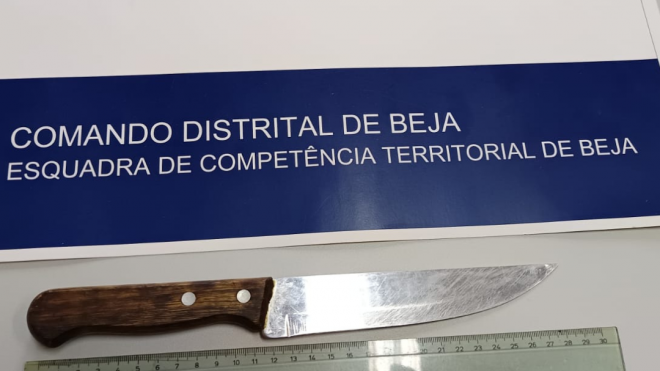 COMANDO DISTRITAL DE BEJA
ESQUADRA DE COMPETÊNCIA TERRITORIAL DE BEJA